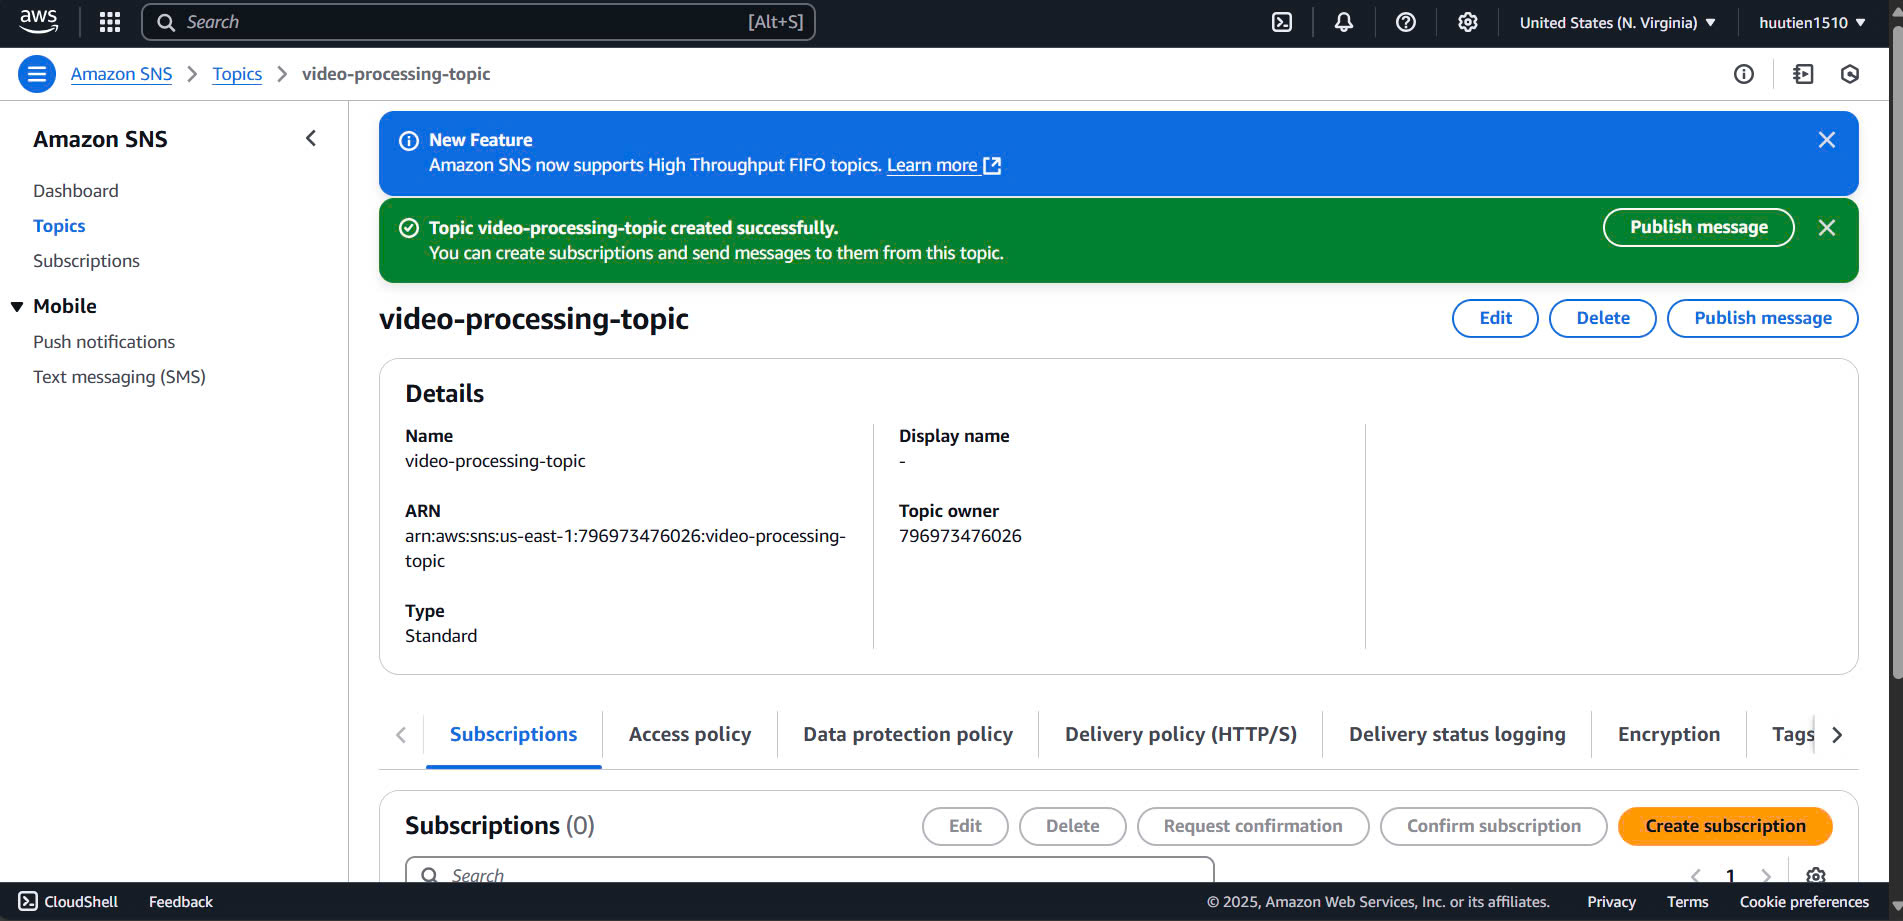 aws
Search
[Alt+S]
United States (N. Virginia)
huutien1510
Amazon SNS
Topics
video-processing-topic
Amazon SNS
Dashboard
Topics
Subscriptions
Mobile
Push notifications
Text messaging (SMS)
New Feature
Amazon SNS now supports High Throughput FIFO topics. Learn more
Topic video-processing-topic created successfully.
You can create subscriptions and send messages to them from this topic.
Publish message
video-processing-topic
Edit
Delete
Publish message
Details
Name
video-processing-topic
ARN
arn:aws:sns:us-east-1:796973476026:video-processing-
topic
Type
Standard
Display name
-
Topic owner
796973476026
Subscriptions
Access policy
Data protection policy
Delivery policy (HTTP/S)
Delivery status logging
Encryption
Tags
Subscriptions (0)
Edit
Delete
Request confirmation
Confirm subscription
Create subscription
Search
1
CloudShell
Feedback
© 2025, Amazon Web Services, Inc. or its affiliates.
Privacy
Terms
Cookie preferences